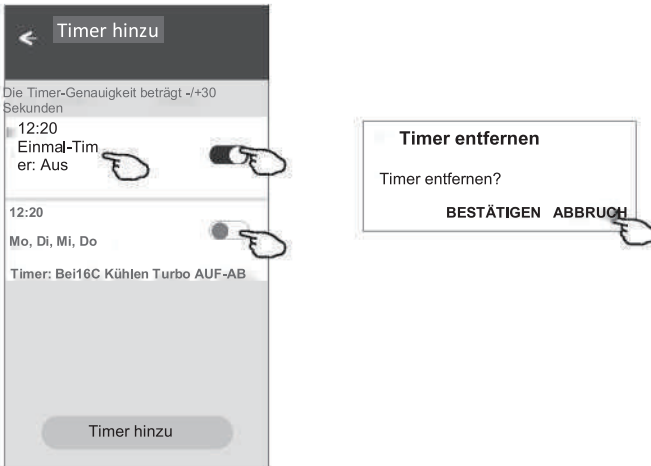 Timer hinzu
Die Timer-Genauigkeit beträgt -/+30
Sekunden
12:20
Einmal-Tim
er: Aus
12:20
Mo, Di, Mi, Do
Timer: Bei16C Kühlen Turbo AUF-AB
Timer hinzu
Timer entfernen
Timer entfernen?
BESTÄTIGEN ABBRUCH